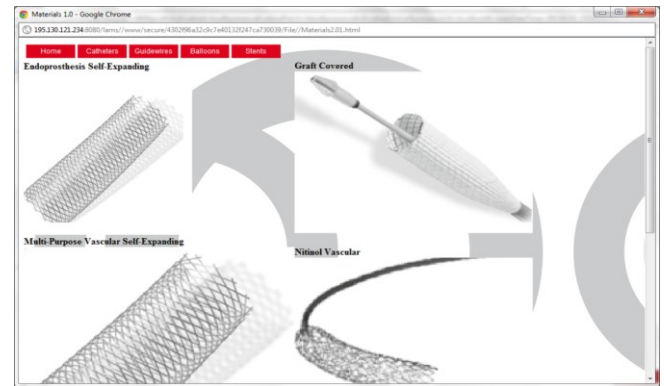 Materials 1.0 - Google Chrome
195.130.121.234:8080/lams//www/secure/4302f96a32c9c7e40132f247ca730039/File//Materials2.01.html
Home Catheters Guidewires Balloons Stents
Endoprosthesis Self-Expanding
Graft Covered
Multi-Purpose Vascular Self-Expanding
Nitinol Vascular